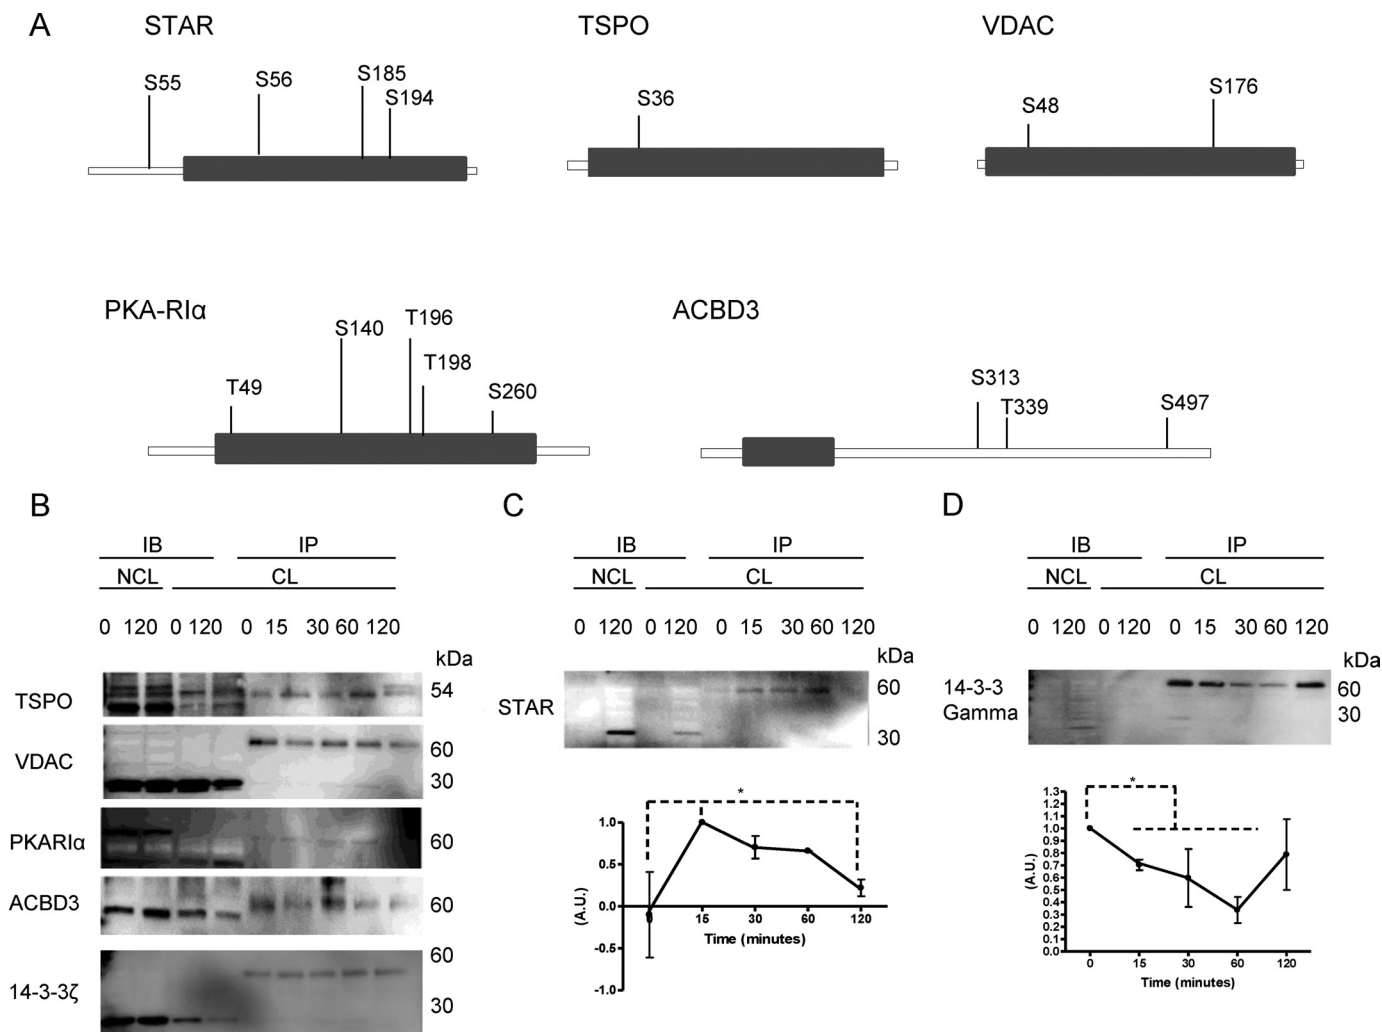 A
STAR
TSPO
VDAC
S55
S56
S185
S194
S36
S48
S176
PKA-RIα
ACBD3
T49
S140
T196
T198
S260
S313
T339
S497
B
IB IP
NCL CL
0 120 0 120 0 15 30 60 120
kDa
TSPO 54
VDAC 60
30
PKARIα 60
ACBD3 60
14-3-3ζ 60
30
C
IB IP
NCL CL
0 120 0 120 0 15 30 60 120
kDa
STAR 60
30
*
1.0
0.5
0.0
-0.5
-1.0
(A.U.)
0 15 30 60 120
Time (minutes)
D
IB IP
NCL CL
0 120 0 120 0 15 30 60 120
kDa
14-3-3 60
Gamma 30
*
1.3
1.2
1.1
1.0
0.9
0.8
0.7
0.6
0.5
0.4
0.3
0.2
0.1
0.0
(A.U.)
0 15 30 60 120
Time (minutes)